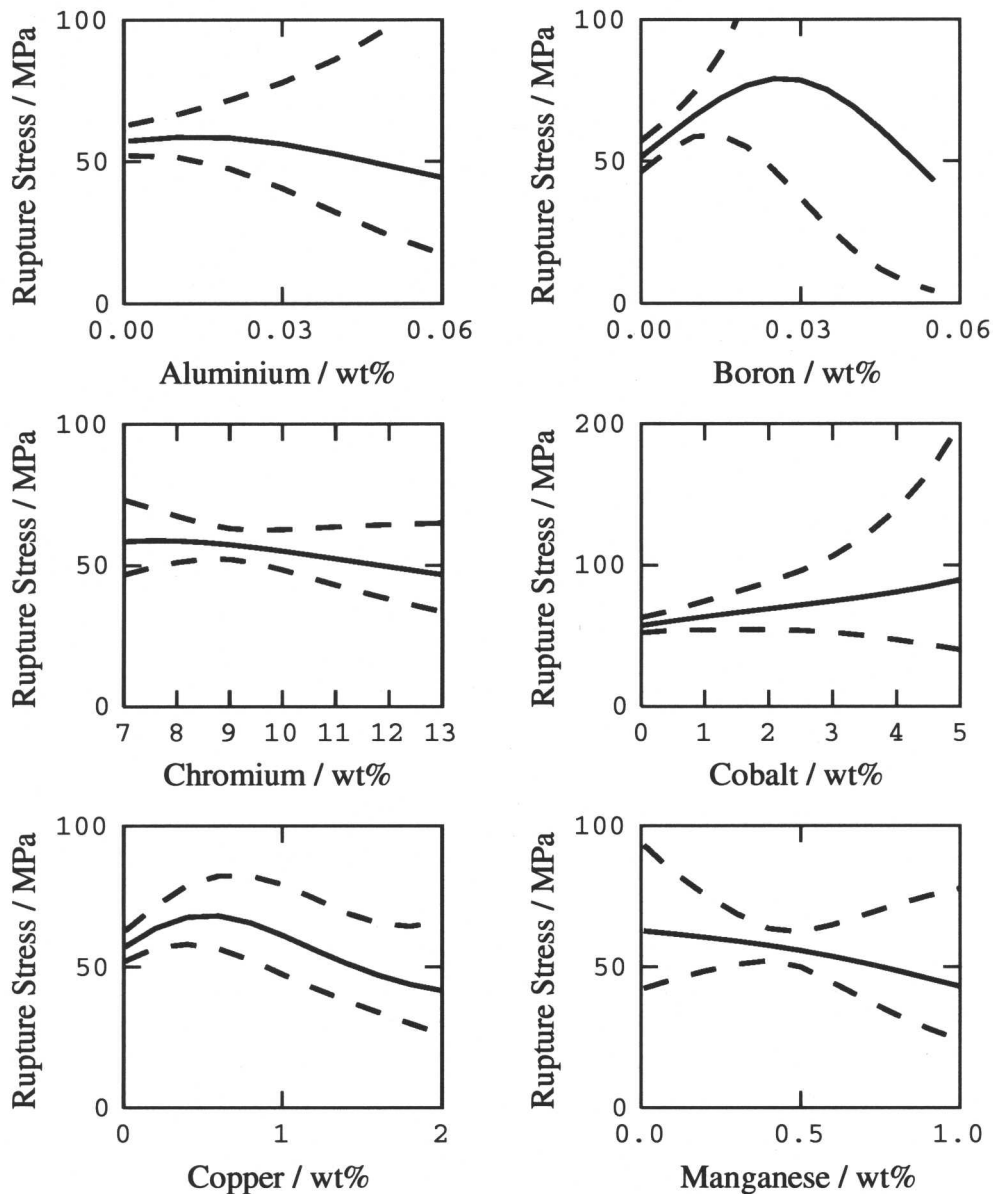 Rupture Stress / MPa
100
50
0
0.00 0.03 0.06
Aluminium / wt%
Rupture Stress / MPa
100
50
0
0.00 0.03 0.06
Boron / wt%
Rupture Stress / MPa
100
50
0
7 8 9 10 11 12 13
Chromium / wt%
Rupture Stress / MPa
200
100
0
0 1 2 3 4 5
Cobalt / wt%
Rupture Stress / MPa
100
50
0
0 1 2
Copper / wt%
Rupture Stress / MPa
100
50
0
0.0 0.5 1.0
Manganese / wt%